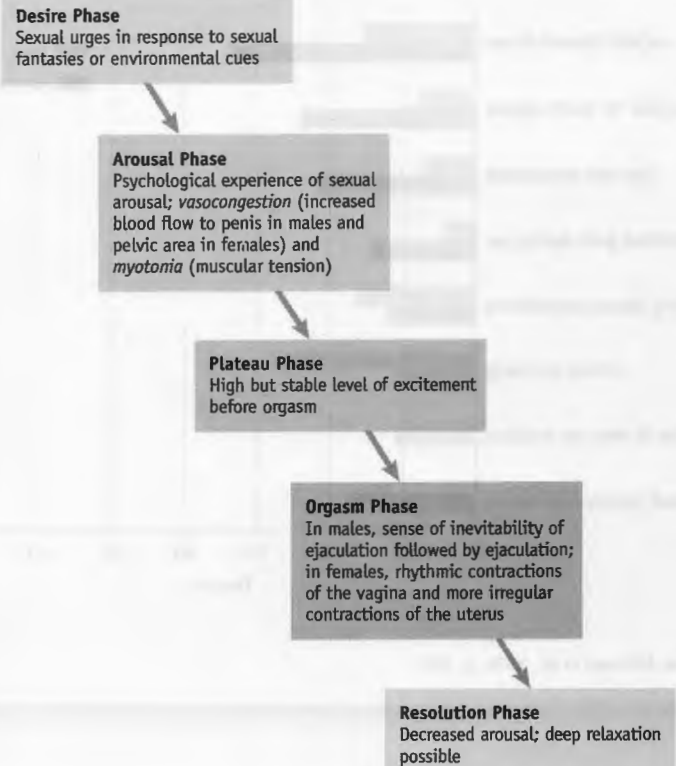 Desire Phase
Sexual urges in response to sexual
fantasies or environmental cues
Arousal Phase
Psychological experience of sexual
arousal; vasocongestion (increased
blood flow to penis in males and
pelvic area in females) and
myotonia (muscular tension)
Plateau Phase
High but stable level of excitement
before orgasm
Orgasm Phase
In males, sense of inevitability of
ejaculation followed by ejaculation;
in females, rhythmic contractions
of the vagina and more irregular
contractions of the uterus
Resolution Phase
Decreased arousal; deep relaxation
possible